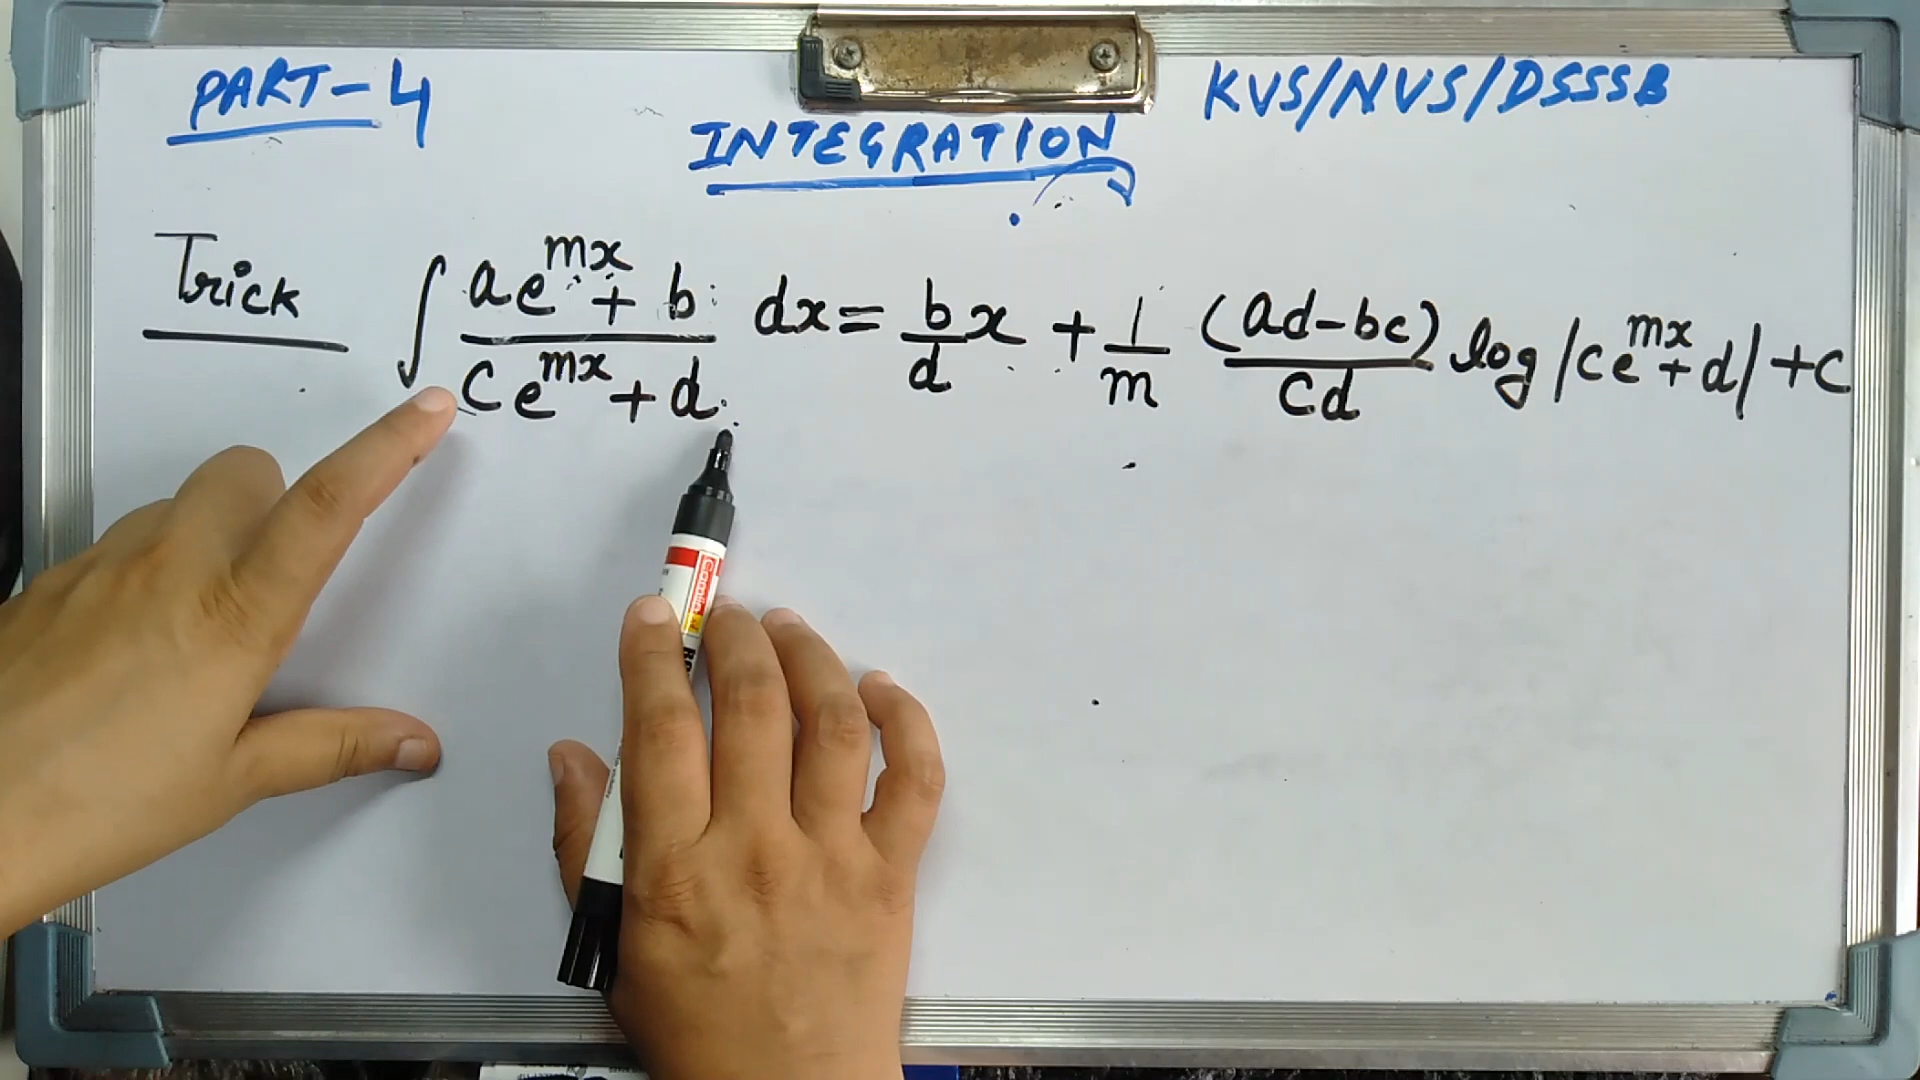 PART-4
KVS/NVS/DSSSB
INTEGRATION
Trick ∫ (ae^mx + b)/(ce^mx + d) dx = b/d x + 1/m (ad-bc)/cd log|ce^mx + d| + C
Camlin